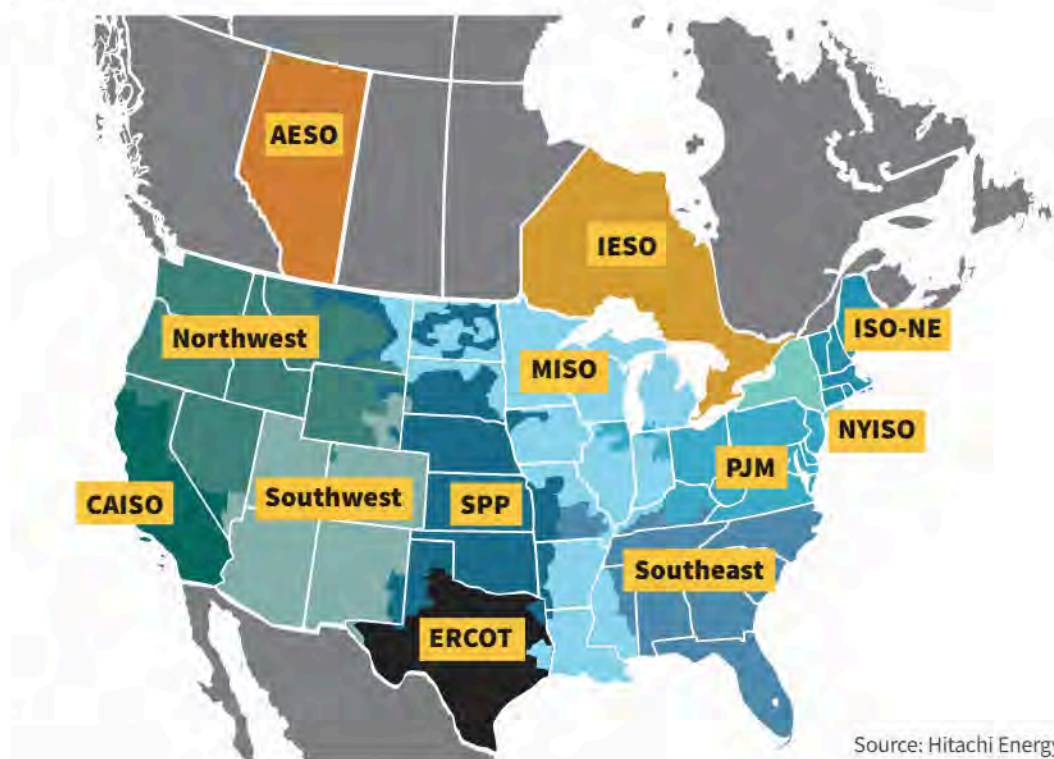 AESO
IESO
ISO-NE
Northwest
MISO
NYISO
PJM
CAISO
Southwest
SPP
Southeast
ERCOT
Source: Hitachi Energy